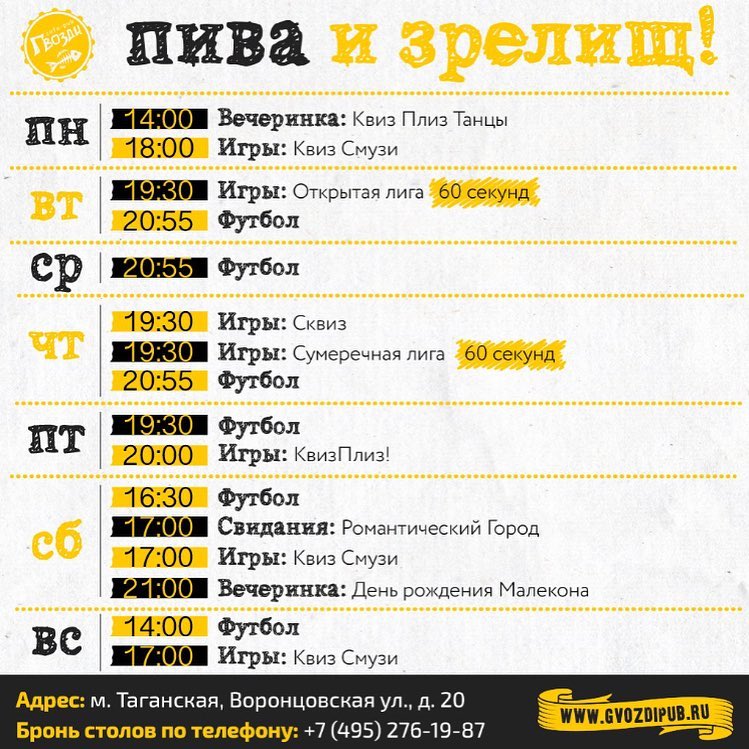 Гвозди
пива и зрелищ!
пн
14:00 Вечеринка: Квиз Плиз Танцы
18:00 Игры: Квиз Смузи
вт
19:30 Игры: Открытая лига 60 секунд
20:55 Футбол
ср
20:55 Футбол
чт
19:30 Игры: Сквиз
19:30 Игры: Сумеречная лига 60 секунд
20:55 Футбол
пт
19:30 Футбол
20:00 Игры: КвизПлиз!
сб
16:30 Футбол
17:00 Свидания: Романтический Город
17:00 Игры: Квиз Смузи
21:00 Вечеринка: День рождения Малекона
вс
14:00 Футбол
17:00 Игры: Квиз Смузи
Адрес: м. Таганская, Воронцовская ул., д. 20
Бронь столов по телефону: +7 (495) 276-19-87
WWW.GVOZDIPUB.RU